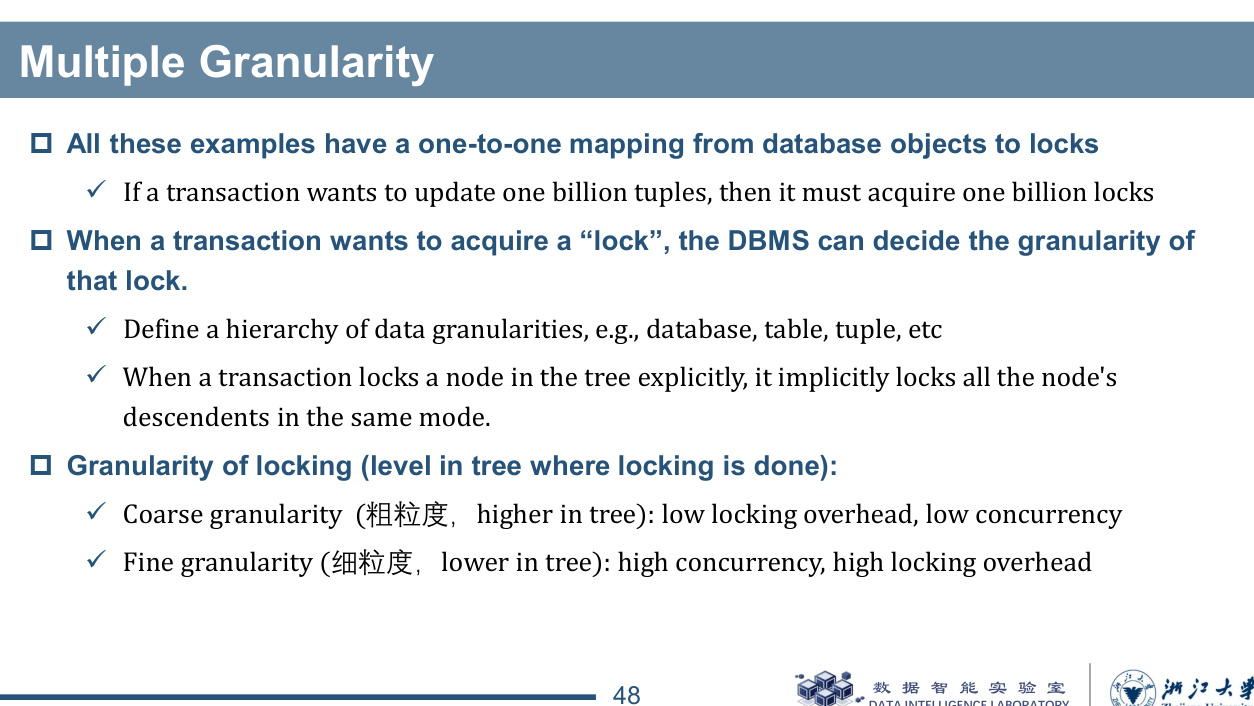 Multiple Granularity
All these examples have a one-to-one mapping from database objects to locks
If a transaction wants to update one billion tuples, then it must acquire one billion locks
When a transaction wants to acquire a “lock”, the DBMS can decide the granularity of
that lock.
Define a hierarchy of data granularities, e.g., database, table, tuple, etc
When a transaction locks a node in the tree explicitly, it implicitly locks all the node's
descendents in the same mode.
Granularity of locking (level in tree where locking is done):
Coarse granularity (粗粒度，higher in tree): low locking overhead, low concurrency
Fine granularity (细粒度，lower in tree): high concurrency, high locking overhead
48
数据智能实验室
DATA INTELLIGENCE LABORATORY
浙江大学